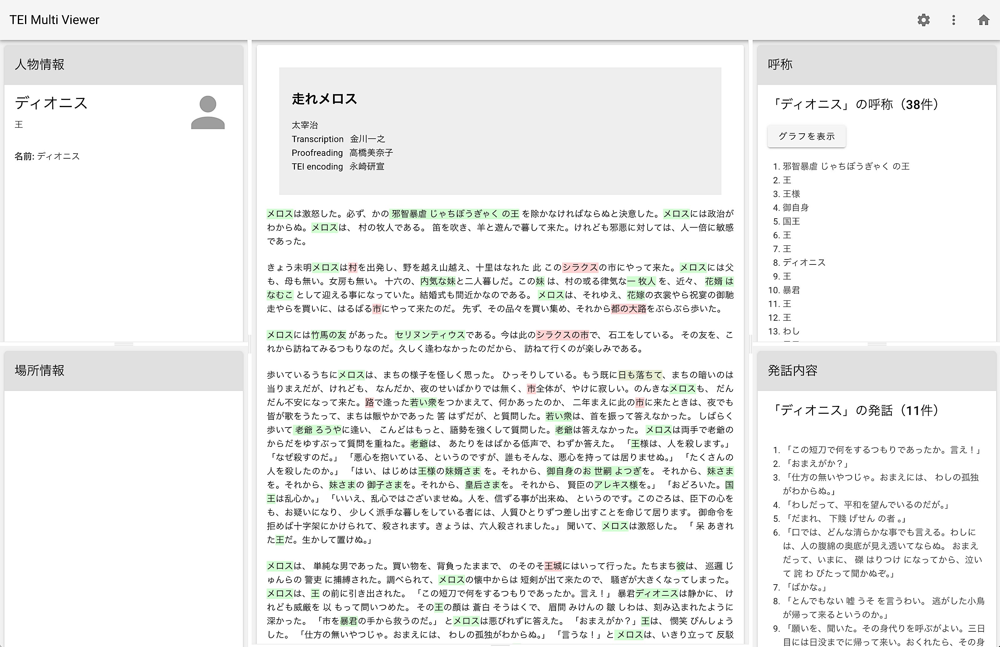 TEI Multi Viewer
人物情報
ディオニス
王
名前: ディオニス
場所情報
走れメロス
太宰治
Transcription 金川一之
Proofreading 高橋美奈子
TEI encoding 永崎研宣
メロスは激怒した。必ず、かの 邪智暴虐 じゃちぼうぎゃく の王 を除かなければならぬと決意した。メロスには政治が
わからぬ。メロスは、 村の牧人である。 笛を吹き、羊と遊んで暮して来た。けれども邪悪に対しては、人一倍に敏感
であった。
きょう未明メロスは村を出発し、野を越え山越え、十里はなれた 此 このシラクスの市にやって来た。メロスには父
も、母も無い。女房も無い。 十六の、内気な妹と二人暮しだ。この妹 は、村の或る律気な一 牧人 を、近々、 花婿 は
なむこ として迎える事になっていた。結婚式も間近かなのである。 メロスは、それゆえ、花嫁の衣裳やら祝宴の御馳
走やらを買いに、はるばる市にやって来たのだ。 先ず、その品々を買い集め、それから都の大路をぶらぶら歩いた。
メロスには竹馬の友 があった。 セリヌンティウスである。今は此のシラクスの市で、 石工をしている。 その友を、こ
れから訪ねてみるつもりなのだ。久しく逢わなかったのだから、 訪ねて行くのが楽しみである。
歩いているうちにメロスは、まちの様子を怪しく思った。 ひっそりしている。もう既に日も落ちて、まちの暗いのは
当りまえだが、けれども、 なんだか、夜のせいばかりでは無く、市全体が、やけに寂しい。のんきなメロスも、 だん
だん不安になって来た。路で逢った若い衆をつかまえて、何かあったのか、 二年まえに此の市に来たときは、夜でも
皆が歌をうたって、まちは賑やかであった 筈 はずだが、と質問した。若い衆は、首を振って答えなかった。 しばらく
歩いて 老爺 ろうやに逢い、 こんどはもっと、語勢を強くして質問した。老爺は答えなかった。 メロスは両手で老爺の
からだをゆすぶって質問を重ねた。老爺は、 あたりをはばかる低声で、わずか答えた。 「王様は、人を殺します。」
「なぜ殺すのだ。」 「悪心を抱いている、というのですが、誰もそんな、悪心を持っては居りませぬ。」 「たくさんの
人を殺したのか。」 「はい、はじめは王様の妹婿さま を。それから、御自身のお 世嗣 よつぎを。 それから、妹さま
を。それから、妹さまの 御子さまを。それから、皇后さまを。 それから、 賢臣のアレキス様を。」 「おどろいた。国
王は乱心か。」 「いいえ、乱心ではございませぬ。人を、信ずる事が出来ぬ、 というのです。このごろは、臣下の心を
も、お疑いになり、 少しく派手な暮しをしている者には、人質ひとりずつ差し出すことを命じて居ります。 御命令を
拒めば十字架にかけられて、殺されます。きょうは、六人殺されました。」 聞いて、メロスは激怒した。 「 呆 あきれ
た王だ。生かして置けぬ。」
メロスは、 単純な男であった。買い物を、背負ったままで、 のそのそ王城にはいって行った。たちまち彼は、 巡邏 じ
ゅんらの 警吏 に捕縛された。調べられて、メロスの懐中からは 短剣が出て来たので、 騒ぎが大きくなってしまった。
メロスは、王 の前に引き出された。 「この短刀で何をするつもりであったか。言え！」 暴君ディオニスは静かに、 け
れども威厳を 以 もって問いつめた。 その王の顔は 蒼白 そうはくで、 眉間 みけんの 皺 しわは、刻み込まれたように
深かった。 「市を暴君の手から救うのだ。」 とメロスは悪びれずに答えた。 「おまえがか？」王は、 憫笑 びんしょう
した。 「仕方の無いやつじゃ。おまえには、 わしの孤独がわからぬ。」 「言うな！」と メロスは、いきり立って 反駁
呼称
「ディオニス」の呼称（38件）
グラフを表示
1. 邪智暴虐 じゃちぼうぎゃく の王
2. 王
3. 王様
4. 御自身
5. 国王
6. 王
7. 王
8. ディオニス
9. 王
10. 暴君
11. 王
12. 王
13. わし
発話内容
「ディオニス」の発話（11件）
1. 「この短刀で何をするつもりであったか。言え！」
2. 「おまえがか？」
3. 「仕方の無いやつじゃ。おまえには、 わしの孤独
がわからぬ。」
4. 「わしだって、平和を望んでいるのだが。」
5. 「だまれ、 下賤 げせん の者 。」
6. 「口では、どんな清らかな事でも言える。わしに
は、人の腹綿の奥底が見え透いてならぬ。 おまえ
だって、いまに、 磔 はりつけ になってから、泣い
て 詫 わ びたって聞かぬぞ。」
7. 「ばかな。」
8. 「とんでもない 嘘 うそ を言うわい。 逃がした小鳥
が帰って来るというのか。」
9. 「願いを、聞いた。その身代りを呼ぶがよい。三日
目には日没までに帰って来い。おくれたら、その身